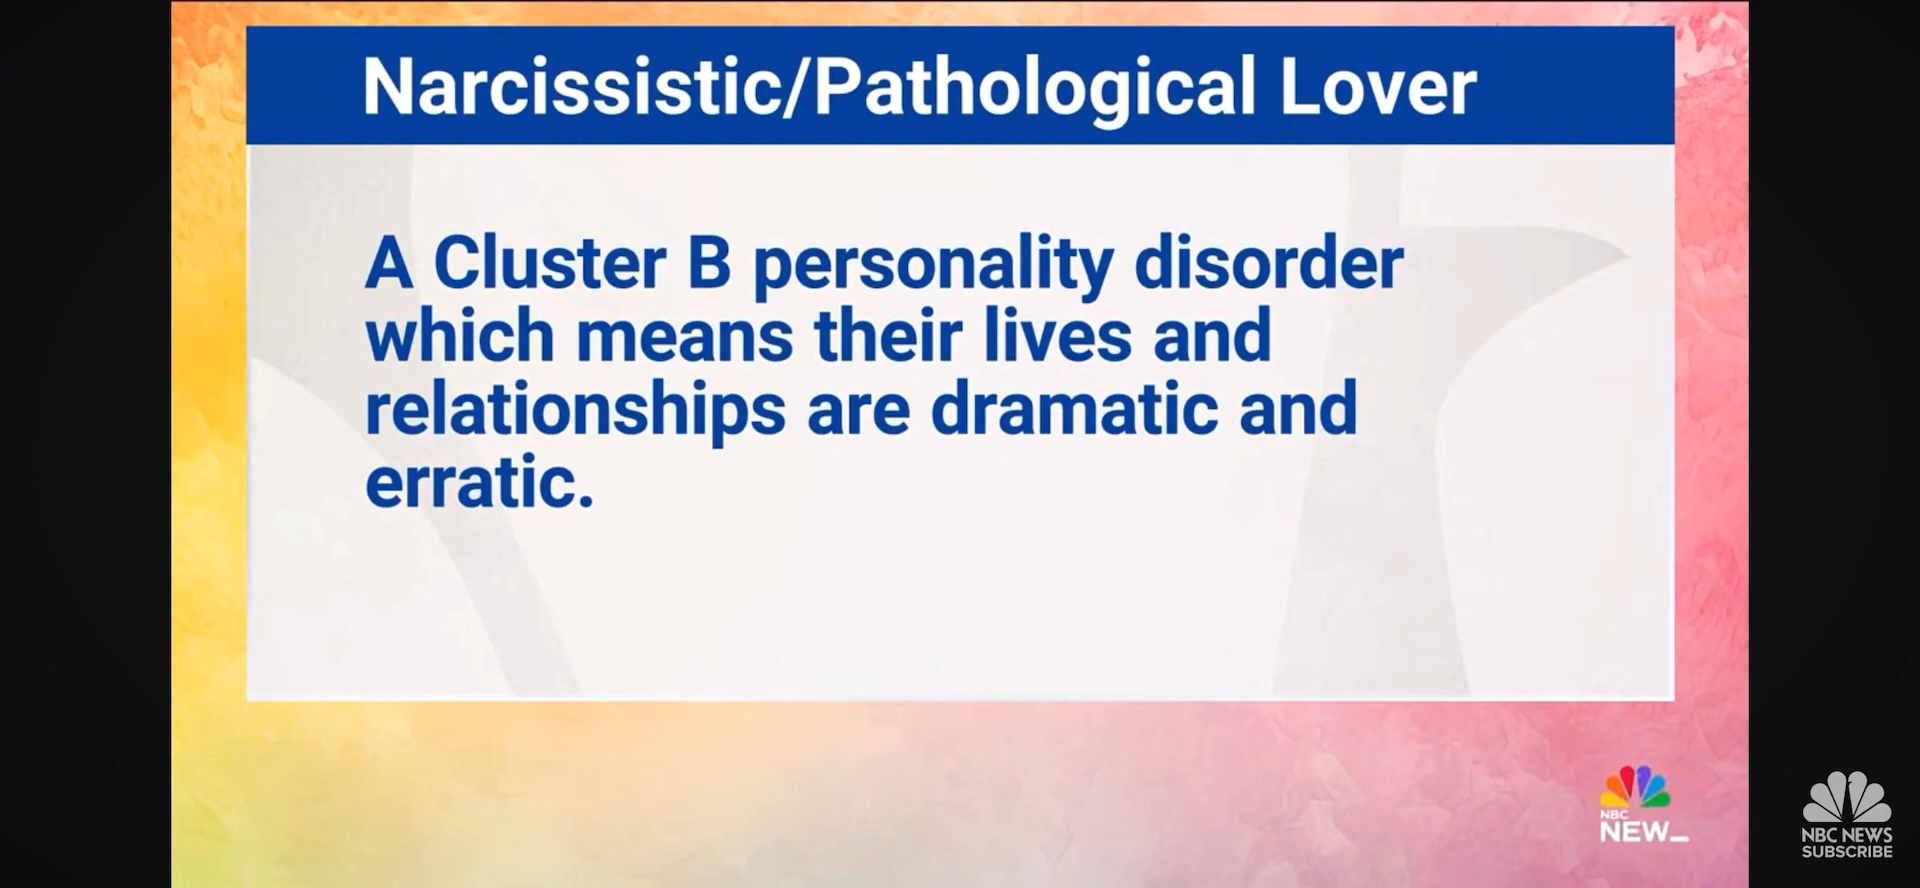 Narcissistic/Pathological Lover
A Cluster B personality disorder
which means their lives and
relationships are dramatic and
erratic.
NBC
NEW_
NBC NEWS
SUBSCRIBE